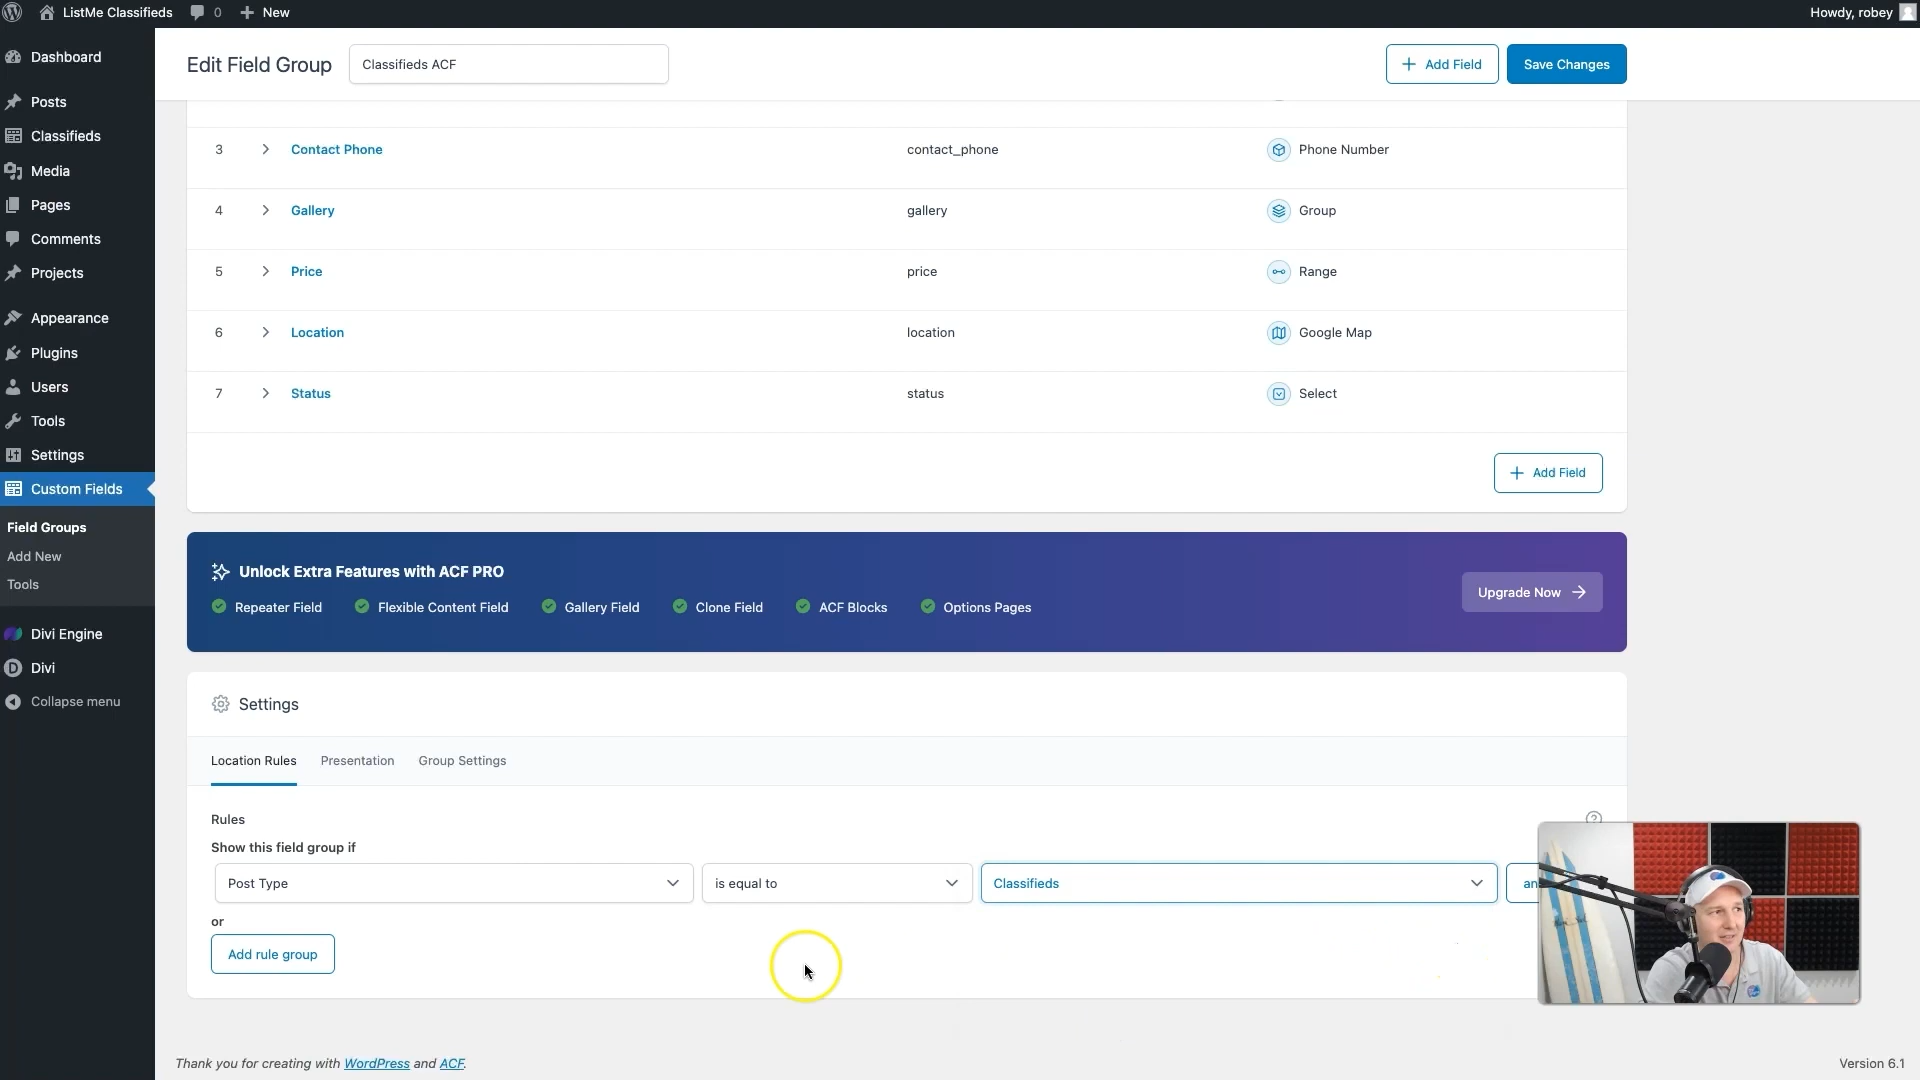 ListMe Classifieds 0 + New Howdy, robey
Dashboard
Posts
Classifieds
Media
Pages
Comments
Projects
Appearance
Plugins
Users
Tools
Settings
Custom Fields
Field Groups
Add New
Tools
Divi Engine
Divi
Collapse menu
Edit Field Group Classifieds ACF + Add Field Save Changes
3 Contact Phone contact_phone Phone Number
4 Gallery gallery Group
5 Price price Range
6 Location location Google Map
7 Status status Select
+ Add Field
Unlock Extra Features with ACF PRO
Repeater Field Flexible Content Field Gallery Field Clone Field ACF Blocks Options Pages
Upgrade Now →
Settings
Location Rules Presentation Group Settings
Rules
Show this field group if
Post Type is equal to Classifieds
or
Add rule group
Thank you for creating with WordPress and ACF.
Version 6.1